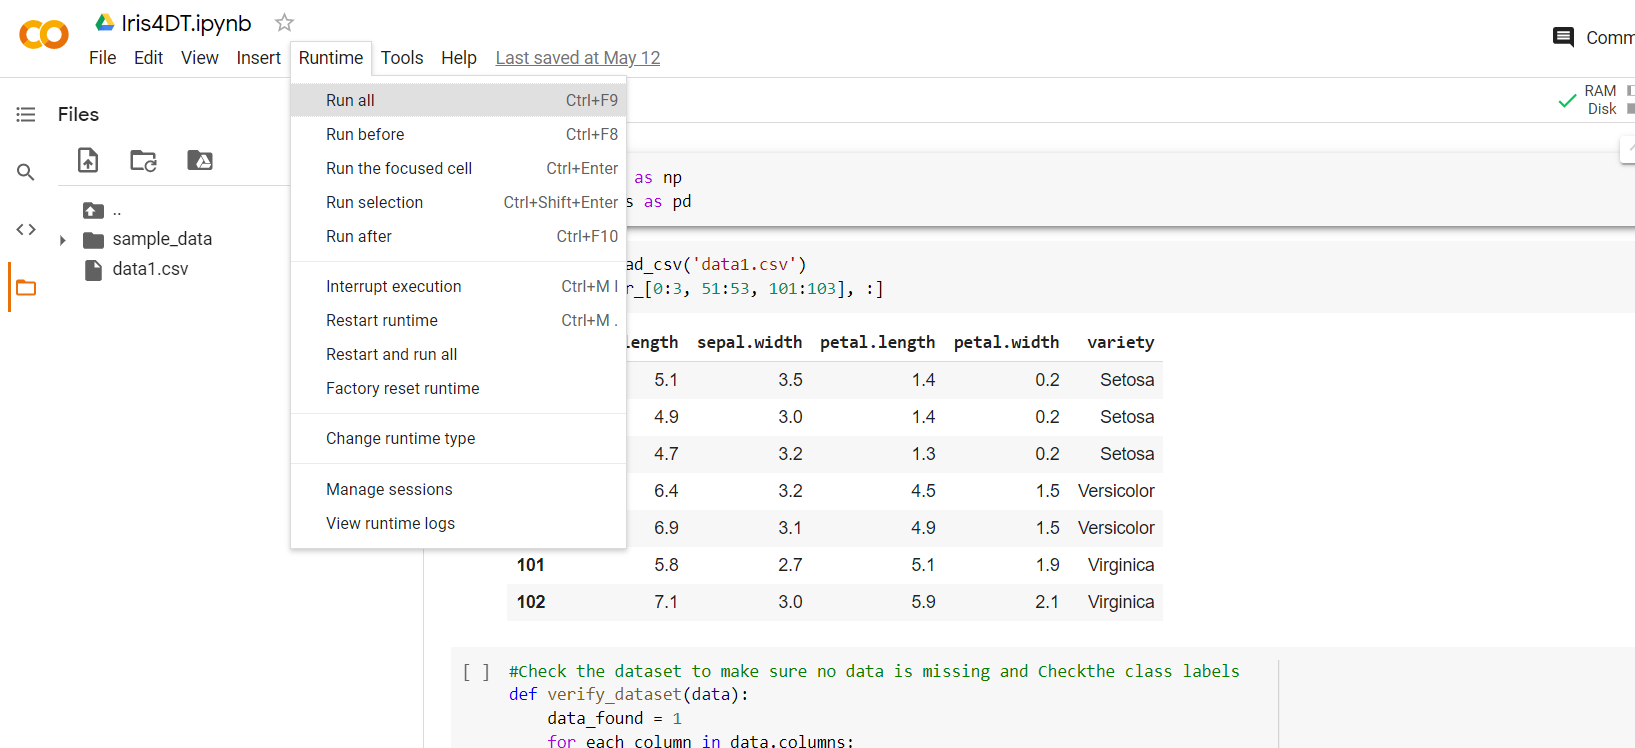 Iris4DT.ipynb
File Edit View Insert Runtime Tools Help Last saved at May 12
Comm
RAM
Disk
Files
..
sample_data
data1.csv
Run all Ctrl+F9
Run before Ctrl+F8
Run the focused cell Ctrl+Enter
Run selection Ctrl+Shift+Enter
Run after Ctrl+F10
Interrupt execution Ctrl+M I
Restart runtime Ctrl+M .
Restart and run all
Factory reset runtime
Change runtime type
Manage sessions
View runtime logs
as np
s as pd
ad_csv('data1.csv')
r_[0:3, 51:53, 101:103], :]
length sepal.width petal.length petal.width variety
5.1 3.5 1.4 0.2 Setosa
4.9 3.0 1.4 0.2 Setosa
4.7 3.2 1.3 0.2 Setosa
6.4 3.2 4.5 1.5 Versicolor
6.9 3.1 4.9 1.5 Versicolor
101 5.8 2.7 5.1 1.9 Virginica
102 7.1 3.0 5.9 2.1 Virginica
[ ] #Check the dataset to make sure no data is missing and Checkthe class labels
def verify_dataset(data):
data_found = 1
for each column in data.columns: